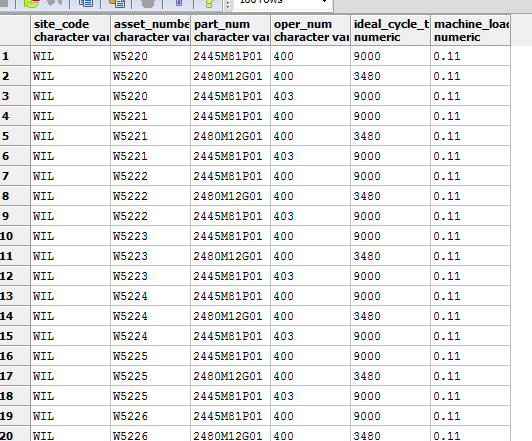 100 rows
site_code asset_numbe part_num oper_num ideal_cycle_t machine_load
character var character var character var character var numeric numeric
1 WIL W5220 2445M81P01 400 9000 0.11
2 WIL W5220 2480M12G01 400 3480 0.11
3 WIL W5220 2445M81P01 403 9000 0.11
4 WIL W5221 2445M81P01 400 9000 0.11
5 WIL W5221 2480M12G01 400 3480 0.11
6 WIL W5221 2445M81P01 403 9000 0.11
7 WIL W5222 2445M81P01 400 9000 0.11
8 WIL W5222 2480M12G01 400 3480 0.11
9 WIL W5222 2445M81P01 403 9000 0.11
10 WIL W5223 2445M81P01 400 9000 0.11
11 WIL W5223 2480M12G01 400 3480 0.11
12 WIL W5223 2445M81P01 403 9000 0.11
13 WIL W5224 2445M81P01 400 9000 0.11
14 WIL W5224 2480M12G01 400 3480 0.11
15 WIL W5224 2445M81P01 403 9000 0.11
16 WIL W5225 2445M81P01 400 9000 0.11
17 WIL W5225 2480M12G01 400 3480 0.11
18 WIL W5225 2445M81P01 403 9000 0.11
19 WIL W5226 2445M81P01 400 9000 0.11
20 WIL W5226 2480M12G01 400 3480 0.11